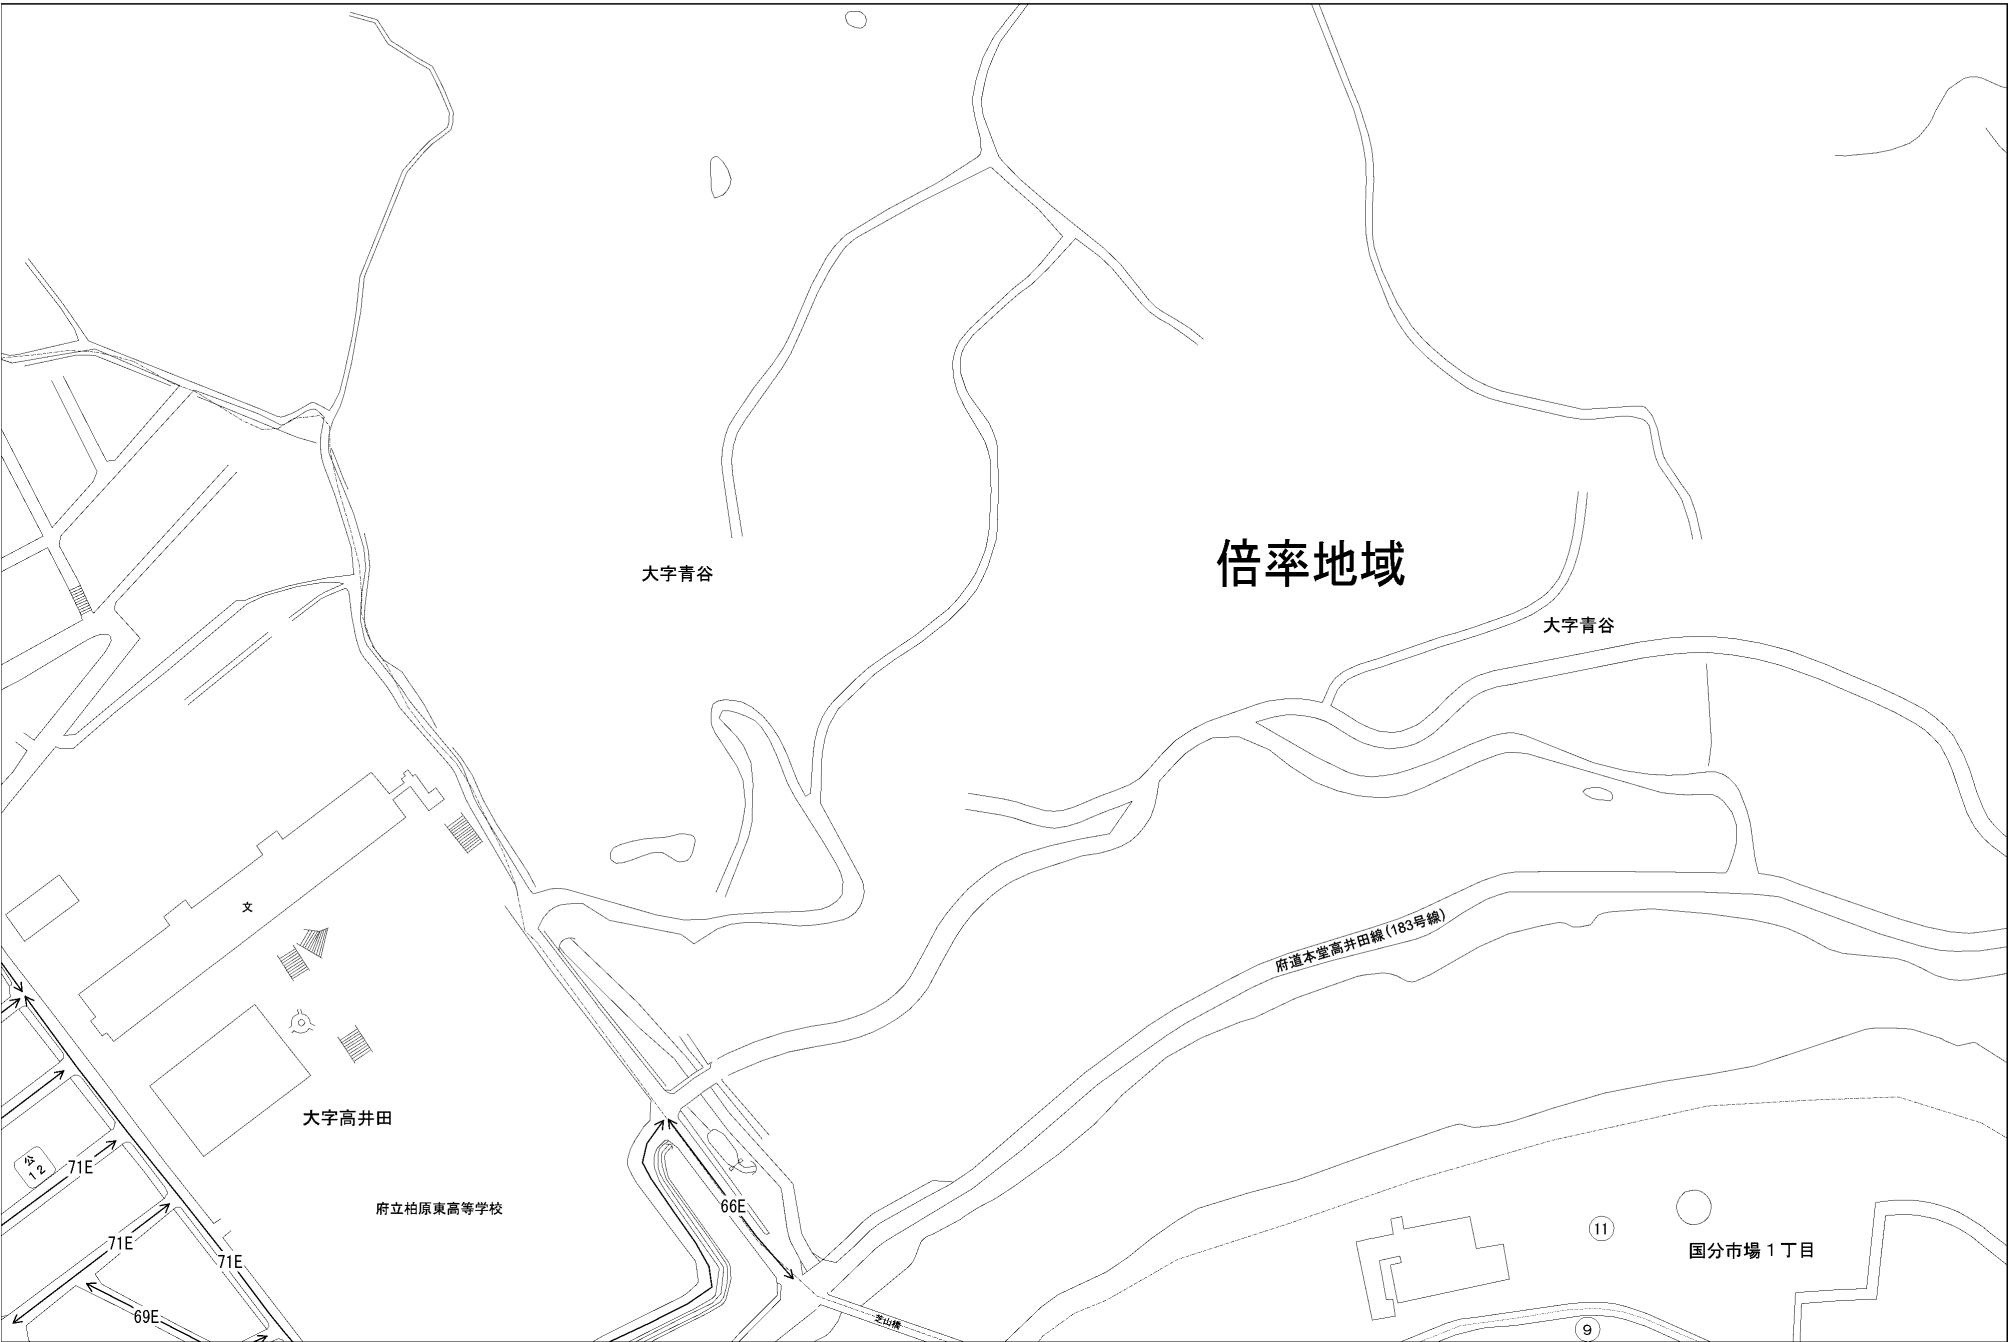 倍率地域
大字青谷
大字青谷
府道本堂高井田線(183号線)
文
大字高井田
公
12
71E
府立柏原東高等学校
66E
11
国分市場1丁目
71E
71E
69E
芝山橋
9